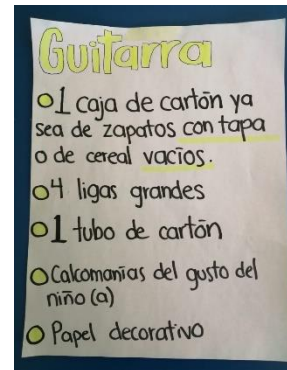 Guitarra
1 caja de cartón ya
sea de zapatos con tapa
o de cereal vacíos.
4 ligas grandes
1 tubo de cartón
Calcomanías del gusto del
niño (a)
Papel decorativo